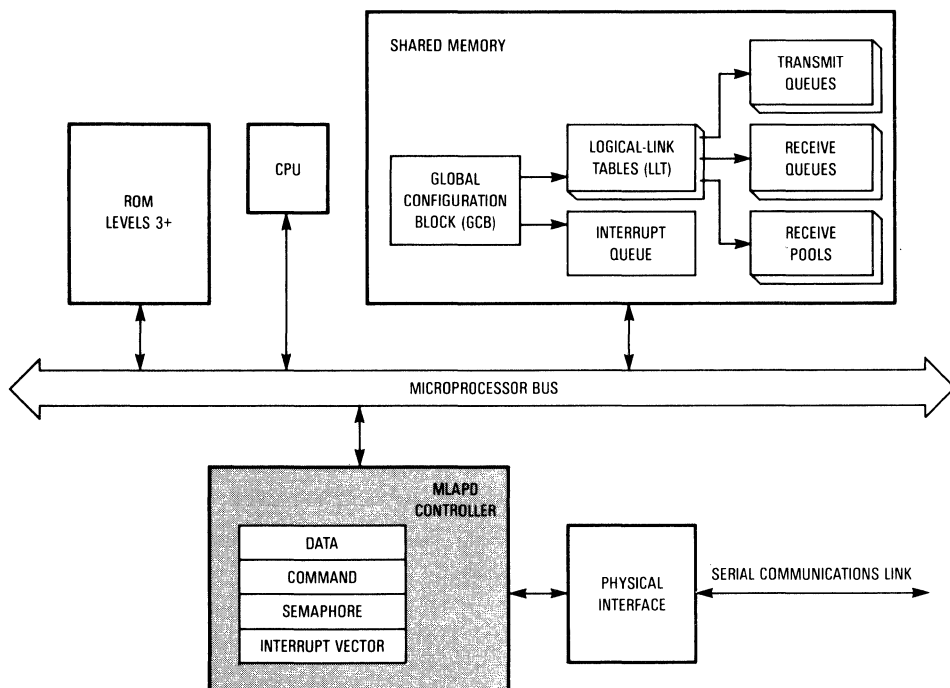 SHARED MEMORY
TRANSMIT
QUEUES
ROM
LEVELS 3+
CPU
GLOBAL
CONFIGURATION
BLOCK (GCB)
LOGICAL-LINK
TABLES (LLT)
RECEIVE
QUEUES
INTERRUPT
QUEUE
RECEIVE
POOLS
MICROPROCESSOR BUS
MLAPD
CONTROLLER
DATA
COMMAND
SEMAPHORE
INTERRUPT VECTOR
PHYSICAL
INTERFACE
SERIAL COMMUNICATIONS LINK